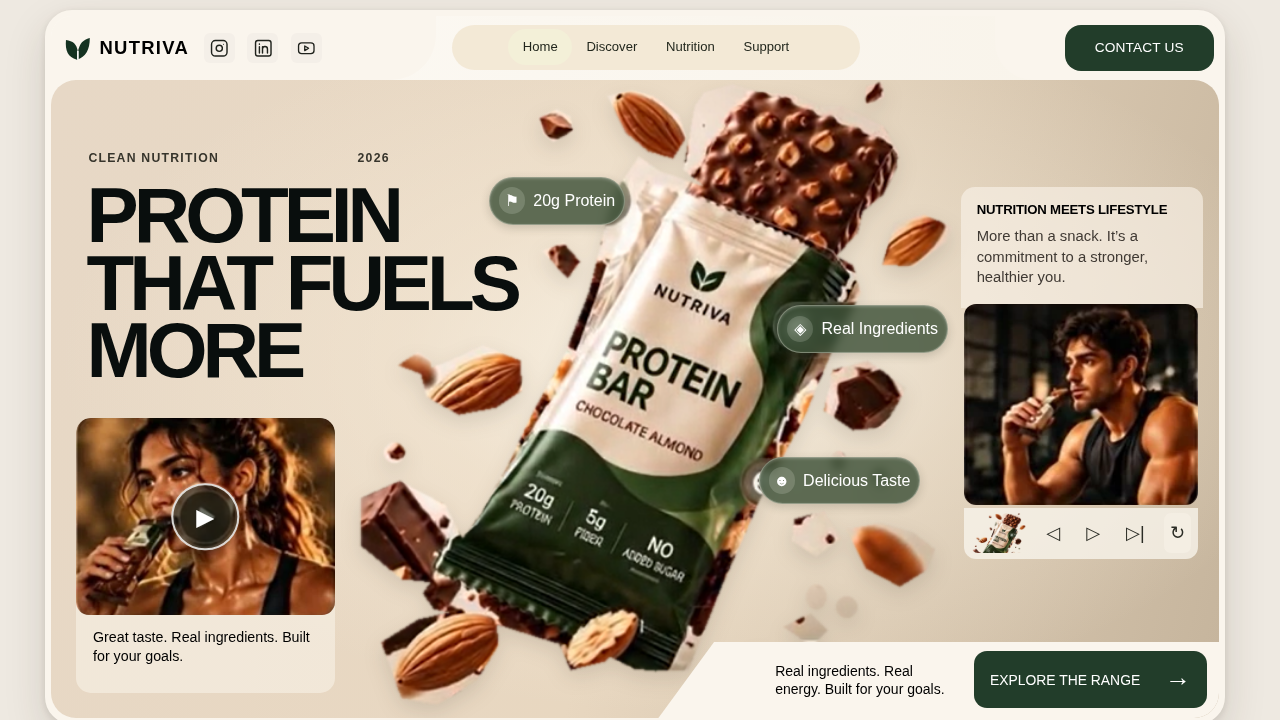 NUTRIVA
Home Discover Nutrition Support
CONTACT US
CLEAN NUTRITION 2026
PROTEIN
THAT FUELS
MORE
20g Protein
Real Ingredients
Delicious Taste
NUTRIVA
PROTEIN
BAR
CHOCOLATE ALMOND
20g
PROTEIN
5g
FIBER
NO
ADDED SUGAR
NUTRITION MEETS LIFESTYLE
More than a snack. It's a
commitment to a stronger,
healthier you.
Great taste. Real ingredients. Built
for your goals.
Real ingredients. Real
energy. Built for your goals.
EXPLORE THE RANGE →